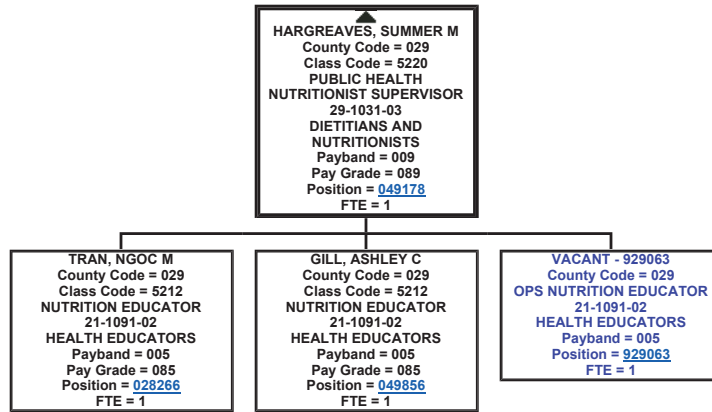 HARGREAVES, SUMMER M
County Code = 029
Class Code = 5220
PUBLIC HEALTH
NUTRITIONIST SUPERVISOR
29-1031-03
DIETITIANS AND
NUTRITIONISTS
Payband = 009
Pay Grade = 089
Position = 049178
FTE = 1
TRAN, NGOC M
County Code = 029
Class Code = 5212
NUTRITION EDUCATOR
21-1091-02
HEALTH EDUCATORS
Payband = 005
Pay Grade = 085
Position = 028266
FTE = 1
GILL, ASHLEY C
County Code = 029
Class Code = 5212
NUTRITION EDUCATOR
21-1091-02
HEALTH EDUCATORS
Payband = 005
Pay Grade = 085
Position = 049856
FTE = 1
VACANT - 929063
County Code = 029
OPS NUTRITION EDUCATOR
21-1091-02
HEALTH EDUCATORS
Payband = 005
Position = 929063
FTE = 1